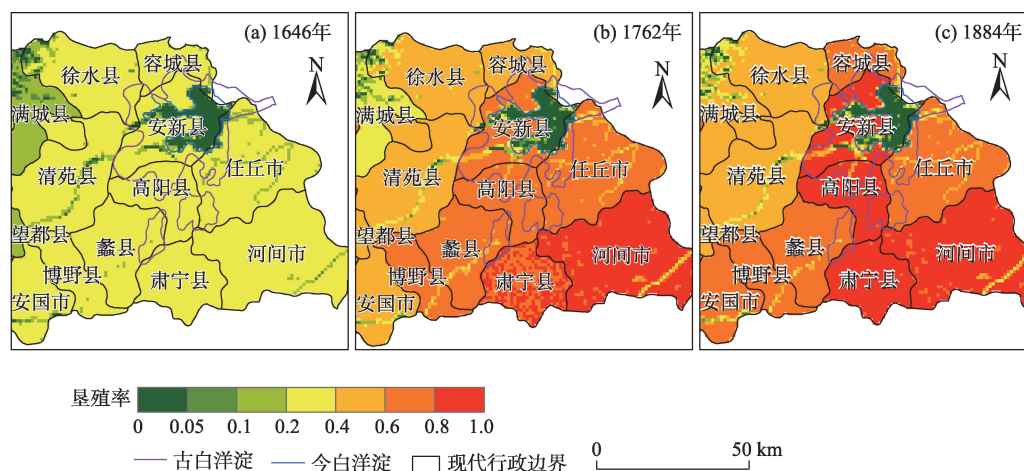 (a) 1646年
N
徐水县
容城县
满城县
安新县
清苑县
任丘市
高阳县
望都县
蠡县
河间市
博野县
肃宁县
安国市
(b) 1762年
N
徐水县
容城县
满城县
安新县
清苑县
任丘市
高阳县
望都县
蠡县
河间市
博野县
肃宁县
安国市
(c) 1884年
N
徐水县
容城县
满城县
安新县
清苑县
任丘市
高阳县
望都县
蠡县
河间市
博野县
肃宁县
安国市
垦殖率
0 0.05 0.1 0.2 0.4 0.6 0.8 1.0
0 50 km
古白洋淀 今白洋淀 现代行政边界